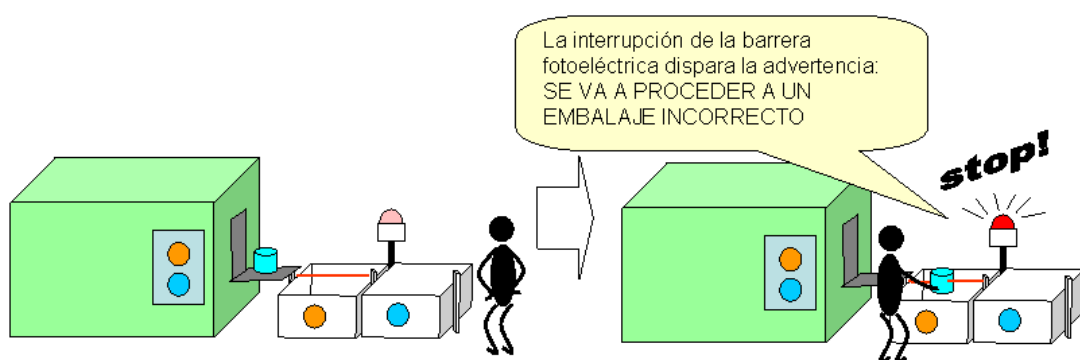 La interrupción de la barrera
fotoeléctrica dispara la advertencia:
SE VA A PROCEDER A UN
EMBALAJE INCORRECTO
stop!